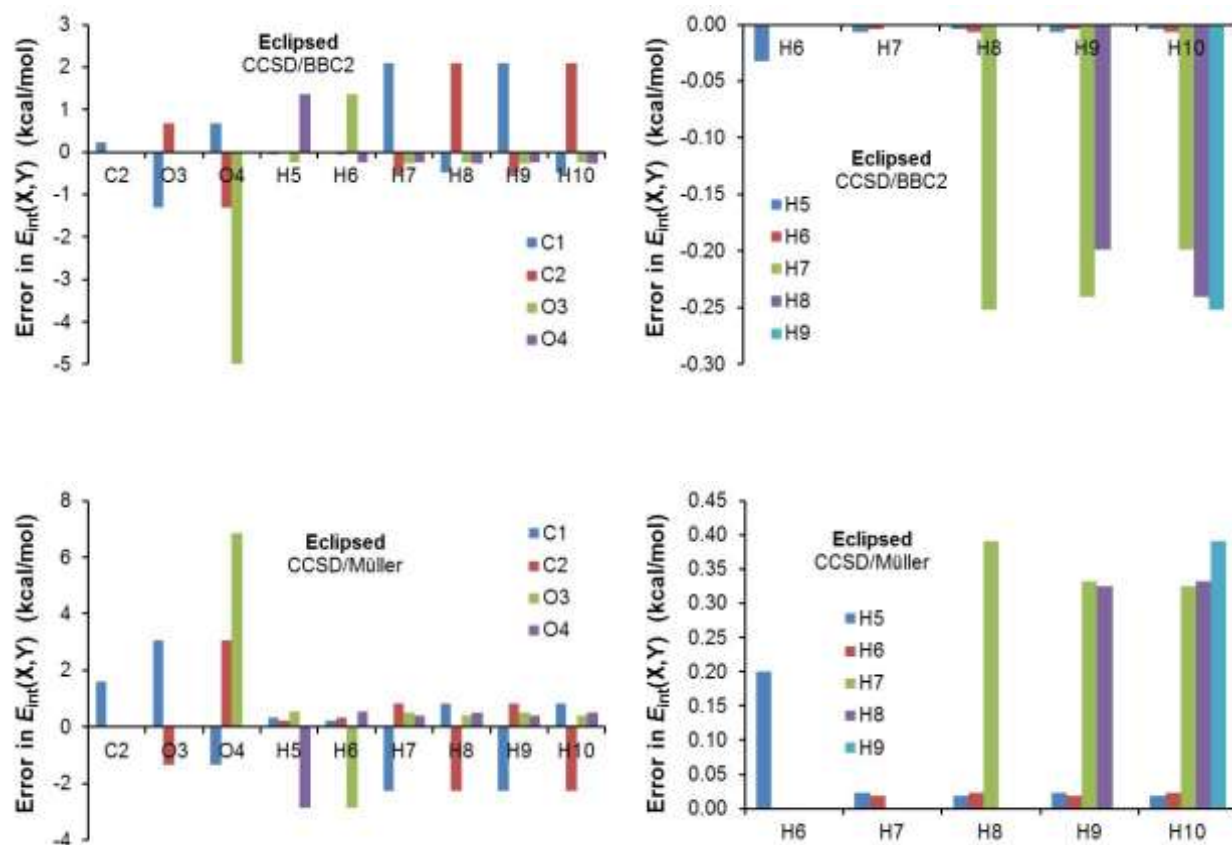 Error in Eint(X,Y) (kcal/mol)
3
2
1
0
-1
-2
-3
-4
-5
Eclipsed
CCSD/BBC2
C2
O3
O4
H5
H6
H7
H8
H9
H10
C1
C2
O3
O4
Error in Eint(X,Y) (kcal/mol)
0.00
-0.05
-0.10
-0.15
-0.20
-0.25
-0.30
H6
H7
H8
H9
H10
Eclipsed
CCSD/BBC2
H5
H6
H7
H8
H9
Error in Eint(X,Y) (kcal/mol)
8
6
4
2
0
-2
-4
Eclipsed
CCSD/Müller
C1
C2
O3
O4
C2
O3
O4
H5
H6
H7
H8
H9
H10
Error in Eint(X,Y) (kcal/mol)
0.45
0.40
0.35
0.30
0.25
0.20
0.15
0.10
0.05
0.00
Eclipsed
CCSD/Müller
H5
H6
H7
H8
H9
H6
H7
H8
H9
H10